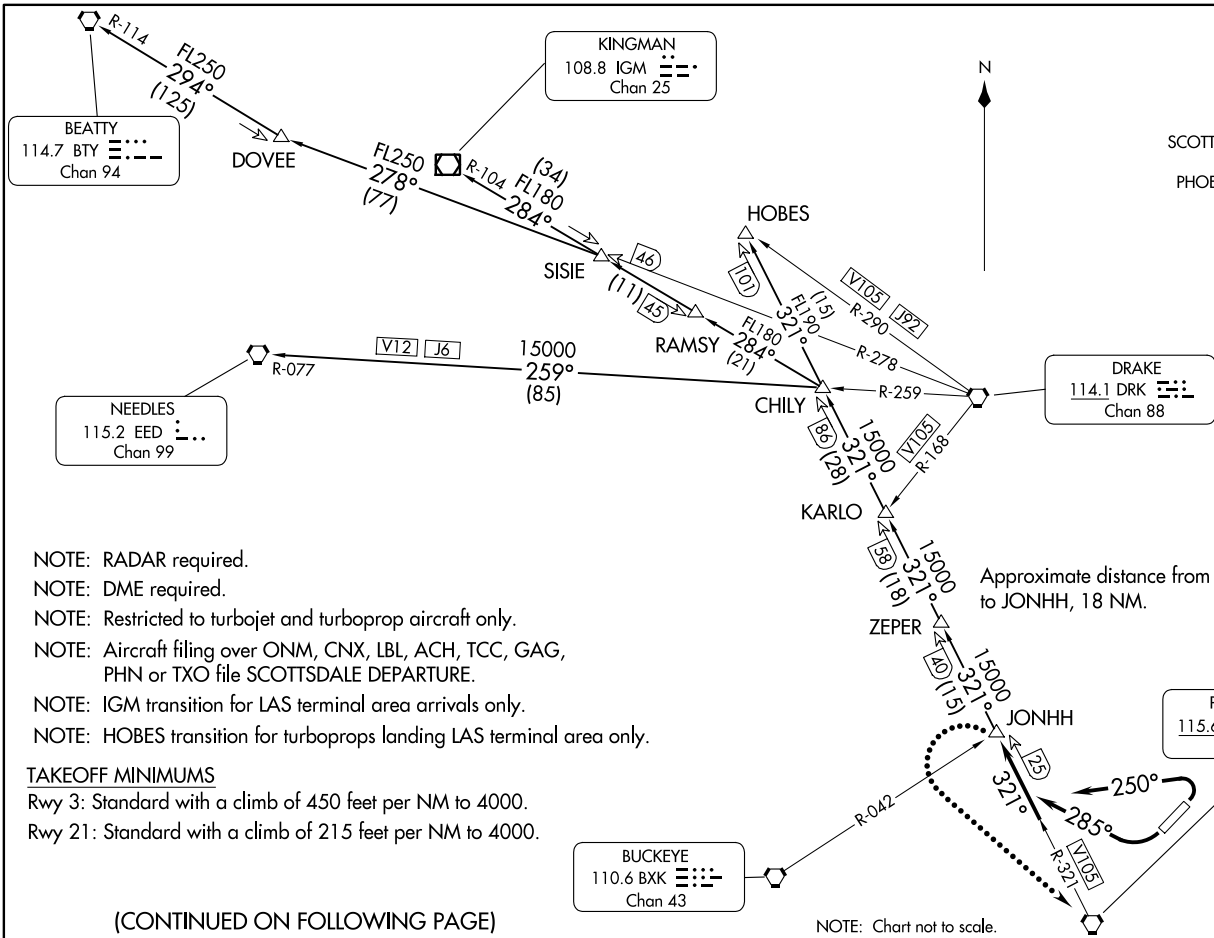 R-114
FL250
294°
(125)
BEATTY
114.7 BTY
Chan 94
DOVEE
KINGMAN
108.8 IGM
Chan 25
N
SCOTT
PHOE
FL250
278°
(77)
R-104
(34)
FL180
284°
HOBES
SISIE
46
(11)
45
101
(15)
FL190
321°
V105
J92
R-290
R-278
RAMSY
FL180
284°
(21)
V12
J6
15000
259°
(85)
R-077
CHILY
R-259
DRAKE
114.1 DRK
Chan 88
NEEDLES
115.2 EED
Chan 99
86
15000
321°
(28)
V105
R-168
KARLO
58
15000
321°
(18)
Approximate distance from
to JONHH, 18 NM.
ZEPER
40
15000
321°
(15)
JONHH
25
321°
115.6
250°
285°
R-042
R-321
V105
BUCKEYE
110.6 BXK
Chan 43
NOTE: RADAR required.
NOTE: DME required.
NOTE: Restricted to turbojet and turboprop aircraft only.
NOTE: Aircraft filing over ONM, CNX, LBL, ACH, TCC, GAG,
PHN or TXO file SCOTTSDALE DEPARTURE.
NOTE: IGM transition for LAS terminal area arrivals only.
NOTE: HOBES transition for turboprops landing LAS terminal area only.
TAKEOFF MINIMUMS
Rwy 3: Standard with a climb of 450 feet per NM to 4000.
Rwy 21: Standard with a climb of 215 feet per NM to 4000.
(CONTINUED ON FOLLOWING PAGE)
NOTE: Chart not to scale.